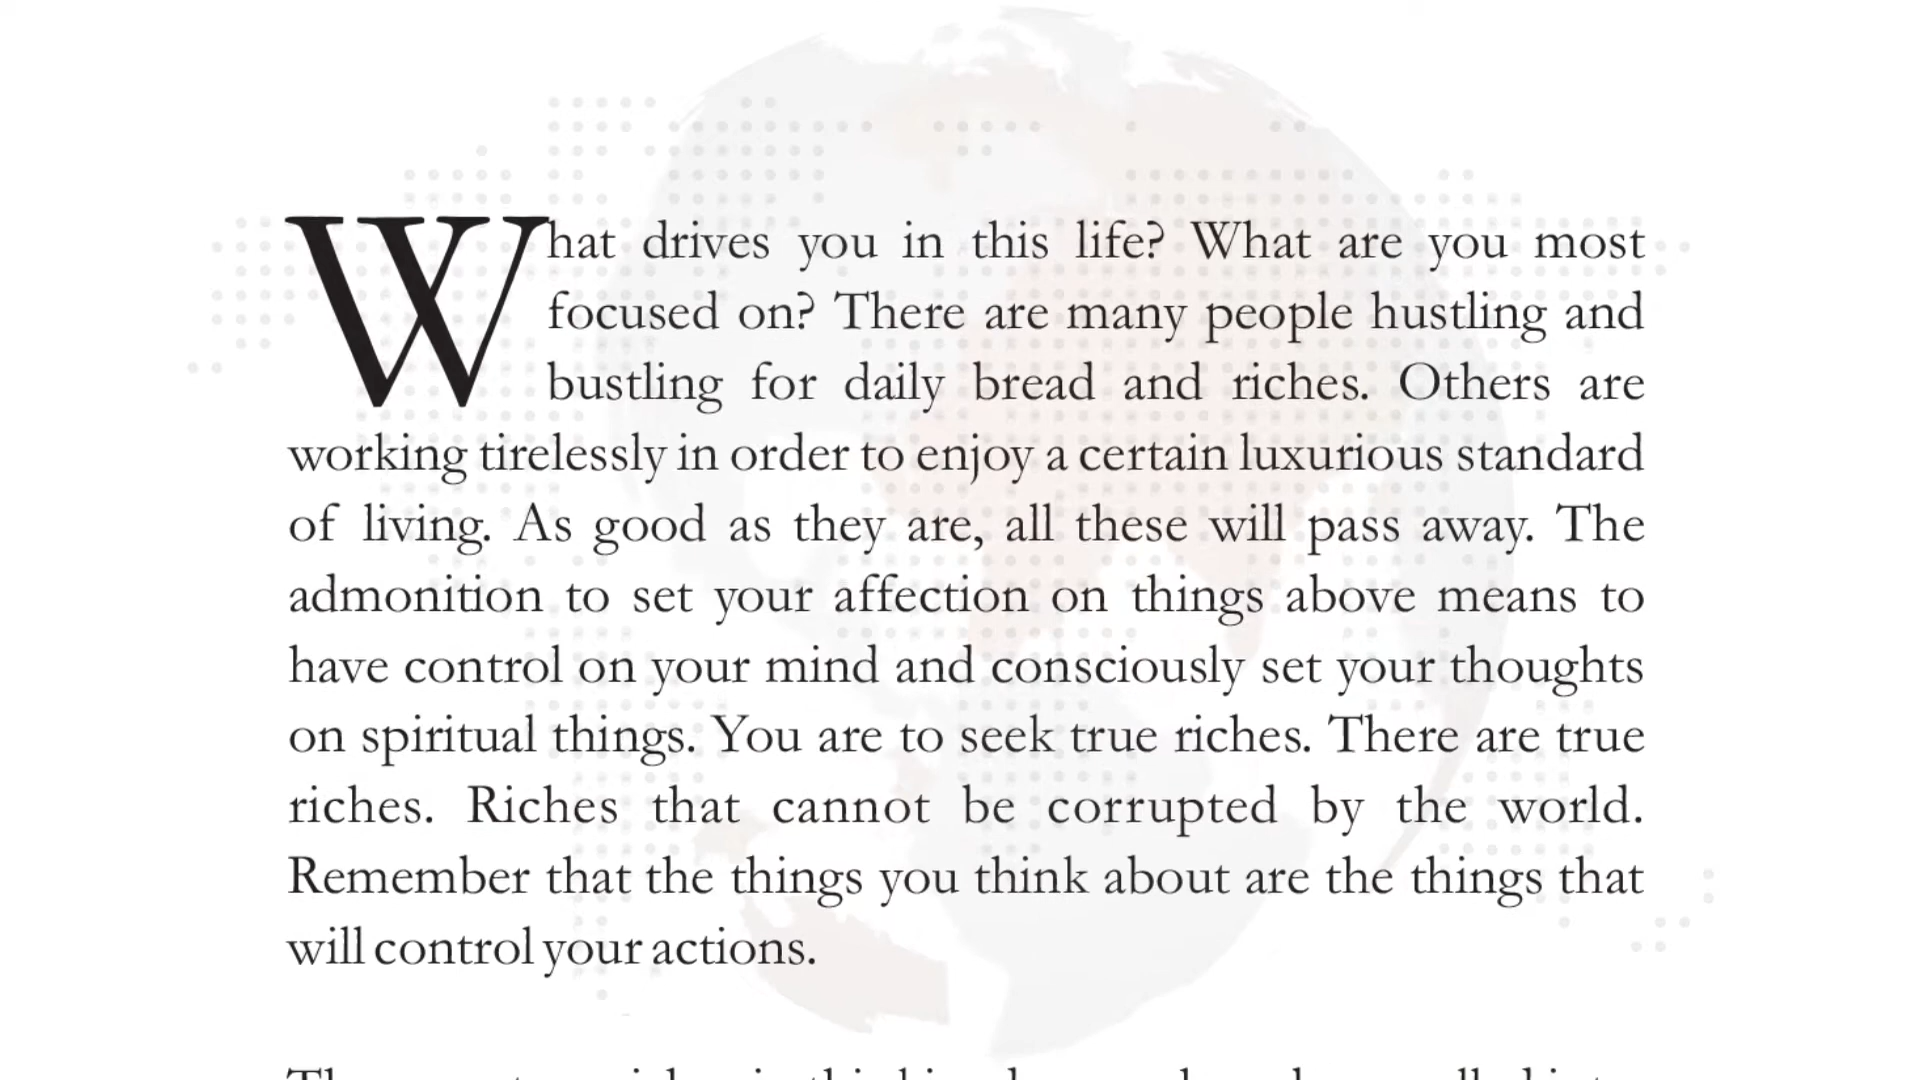 What drives you in this life? What are you most
focused on? There are many people hustling and
bustling for daily bread and riches. Others are
working tirelessly in order to enjoy a certain luxurious standard
of living. As good as they are, all these will pass away. The
admonition to set your affection on things above means to
have control on your mind and consciously set your thoughts
on spiritual things. You are to seek true riches. There are true
riches. Riches that cannot be corrupted by the world.
Remember that the things you think about are the things that
will control your actions.